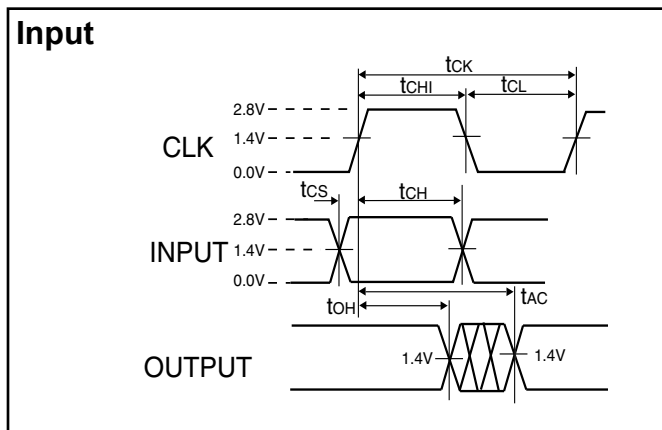 Input
tCK
tCHI tCL
2.8V
1.4V
CLK
0.0V
tCS tCH
2.8V
INPUT 1.4V
0.0V
tAC
tOH
1.4V 1.4V
OUTPUT